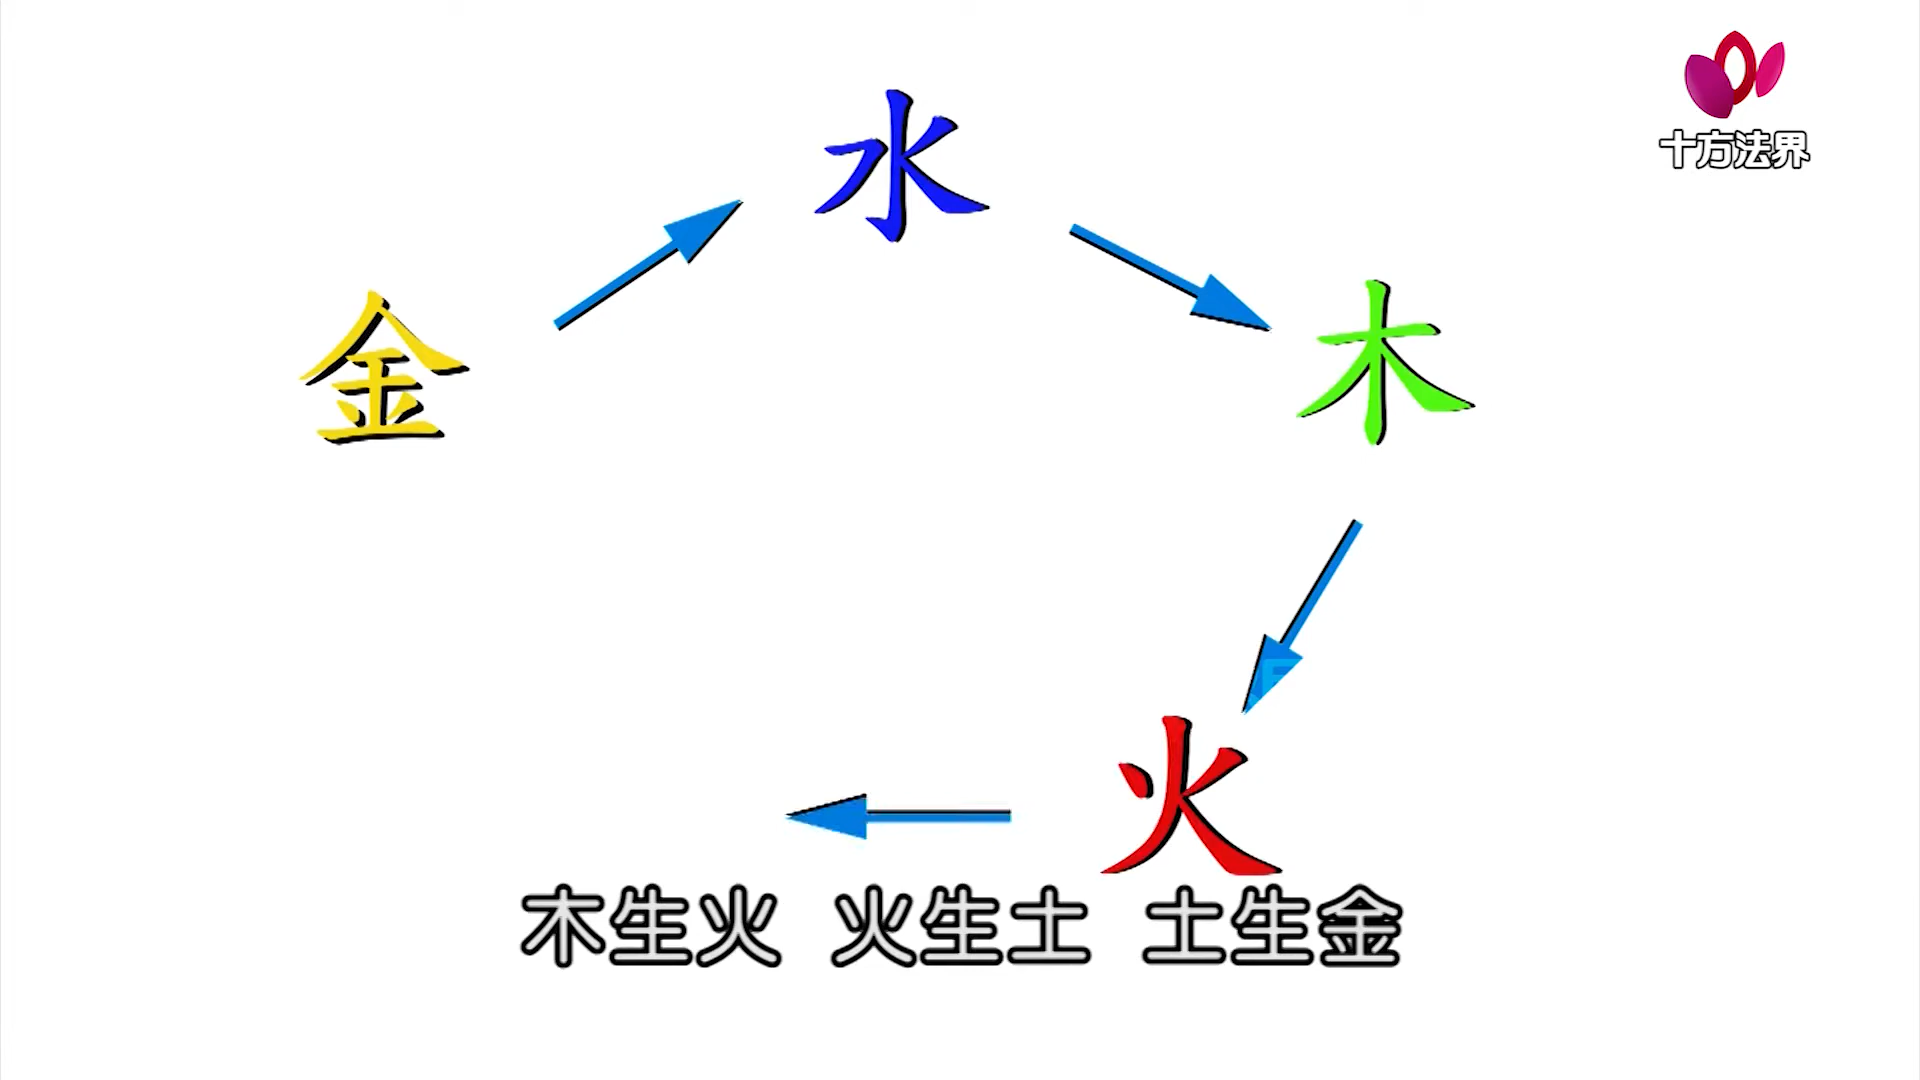 十方法界
水
金
木
火
木生火 火生土 土生金